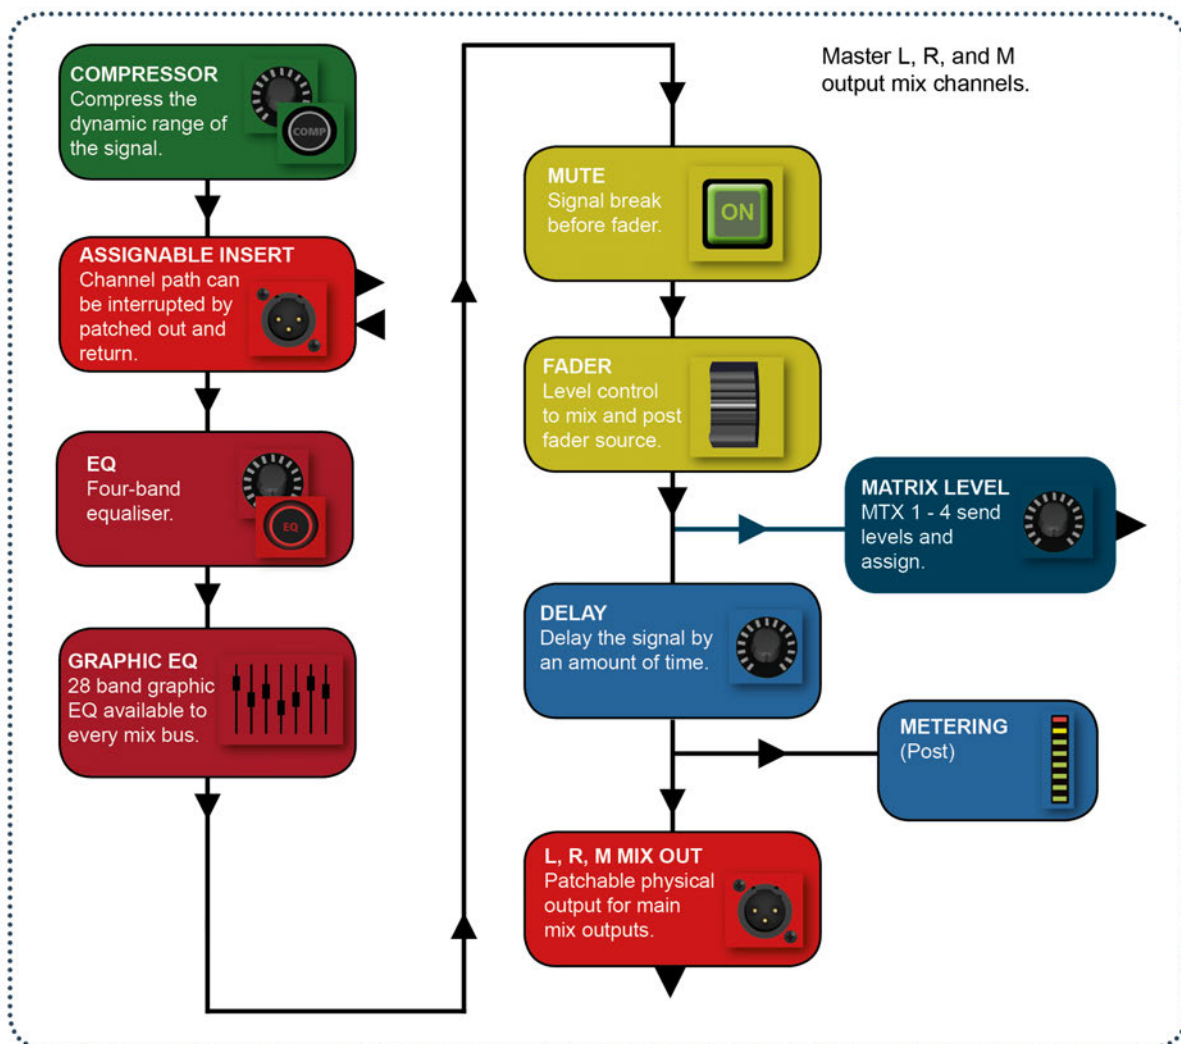 COMPRESSOR
Compress the
dynamic range of
the signal.
COMP
ASSIGNABLE INSERT
Channel path can
be interrupted by
patched out and
return.
EQ
Four-band
equaliser.
EQ
GRAPHIC EQ
28 band graphic
EQ available to
every mix bus.
Master L, R, and M
output mix channels.
MUTE
Signal break
before fader.
ON
FADER
Level control
to mix and post
fader source.
MATRIX LEVEL
MTX 1 - 4 send
levels and
assign.
DELAY
Delay the signal by
an amount of time.
METERING
(Post)
L, R, M MIX OUT
Patchable physical
output for main
mix outputs.